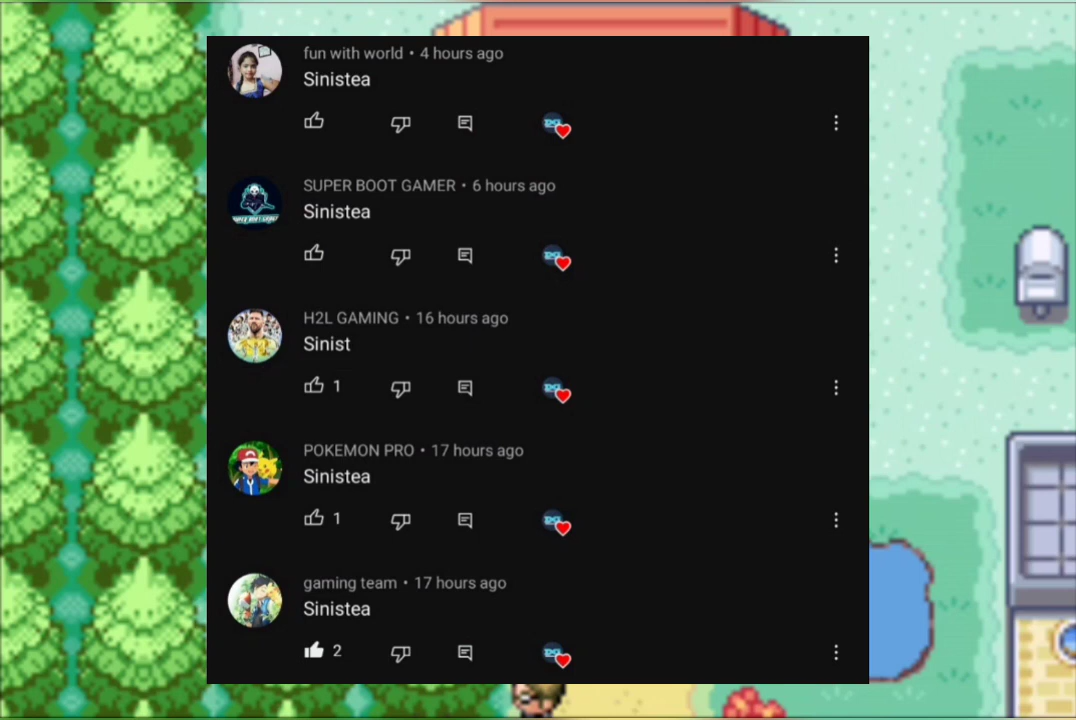 fun with world • 4 hours ago
Sinistea
SUPER BOOT GAMER • 6 hours ago
Sinistea
H2L GAMING • 16 hours ago
Sinist
1
POKEMON PRO • 17 hours ago
Sinistea
1
gaming team • 17 hours ago
Sinistea
2